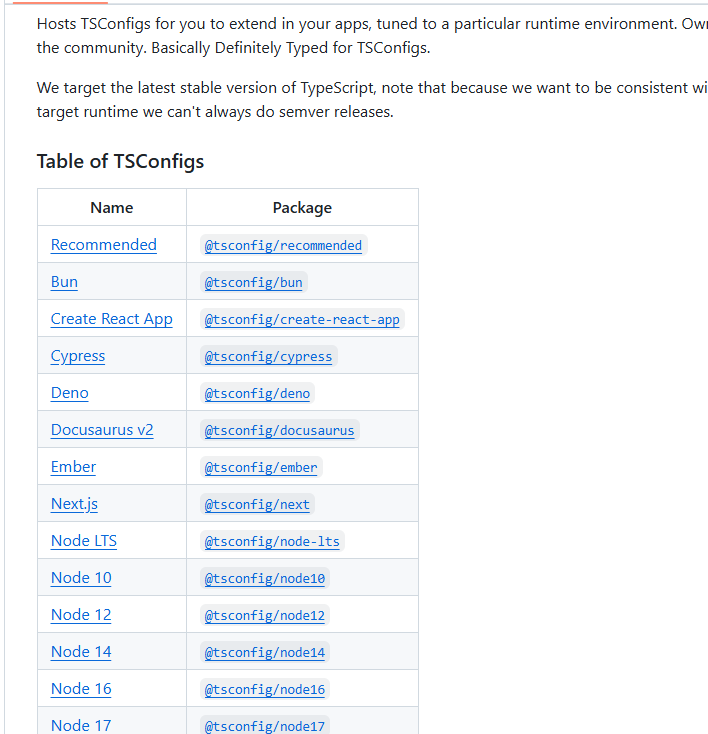 Hosts TSConfigs for you to extend in your apps, tuned to a particular runtime environment.
the community. Basically Definitely Typed for TSConfigs.
We target the latest stable version of TypeScript, note that because we want to be consistent
target runtime we can't always do semver releases.
Table of TSConfigs
Name Package
Recommended @tsconfig/recommended
Bun @tsconfig/bun
Create React App @tsconfig/create-react-app
Cypress @tsconfig/cypress
Deno @tsconfig/deno
Docusaurus v2 @tsconfig/docusaurus
Ember @tsconfig/ember
Next.js @tsconfig/next
Node LTS @tsconfig/node-lts
Node 10 @tsconfig/node10
Node 12 @tsconfig/node12
Node 14 @tsconfig/node14
Node 16 @tsconfig/node16
Node 17 @tsconfig/node17